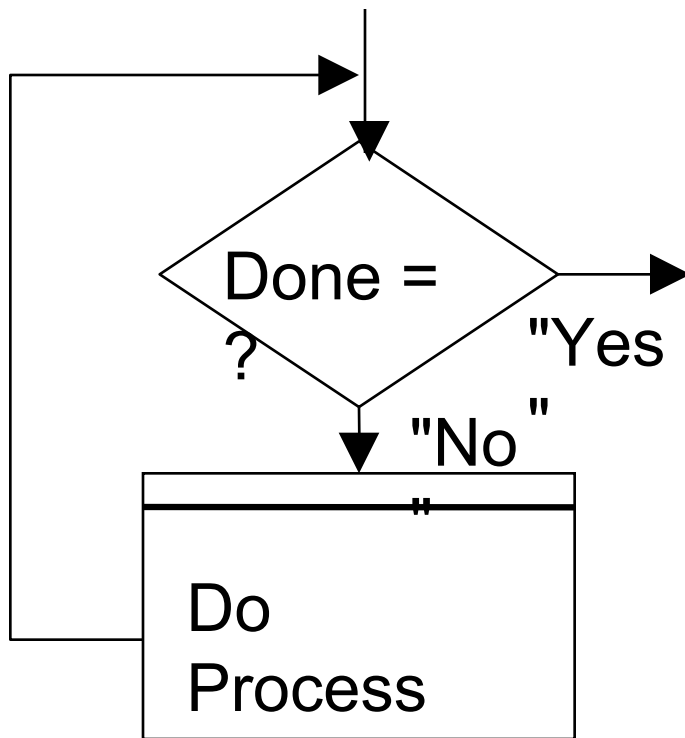 Done =
?
"Yes
"
"No
"
Do
Process